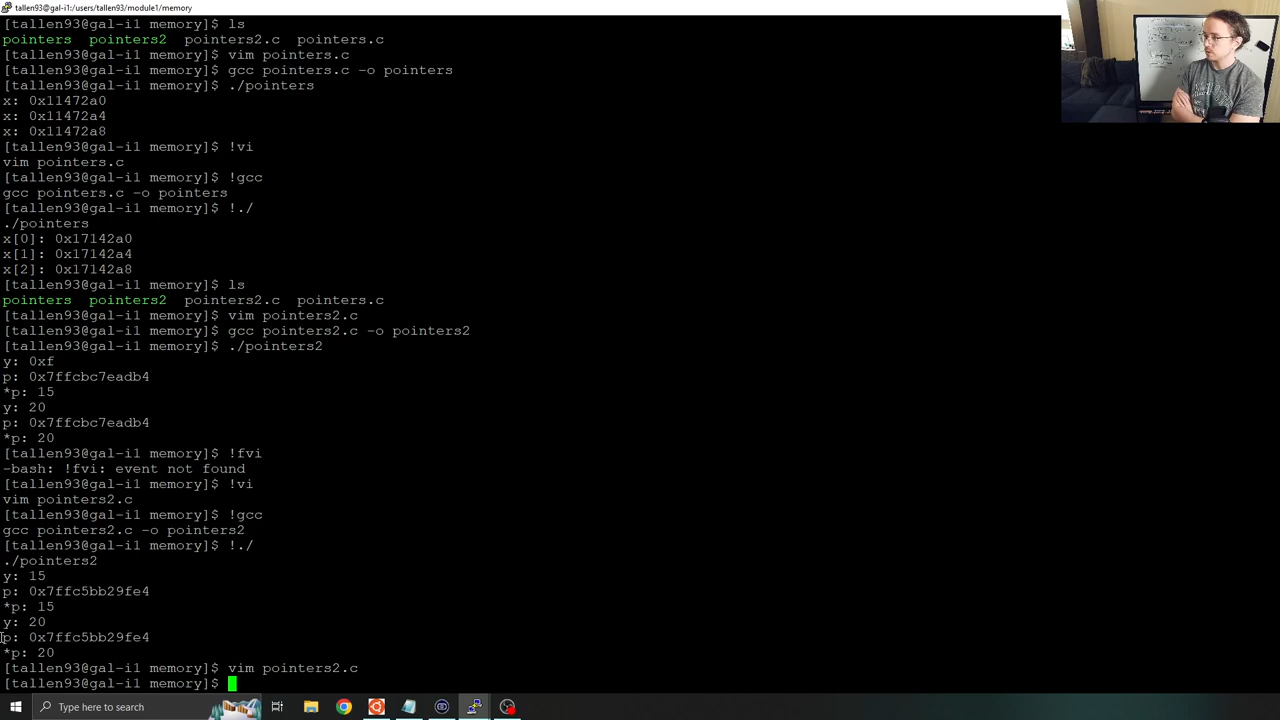 tallen93@gal-i1:/users/tallen93/module1/memory
[tallen93@gal-i1 memory]$ ls
pointers  pointers2  pointers2.c  pointers.c
[tallen93@gal-i1 memory]$ vim pointers.c
[tallen93@gal-i1 memory]$ gcc pointers.c -o pointers
[tallen93@gal-i1 memory]$ ./pointers
x: 0x11472a0
x: 0x11472a4
x: 0x11472a8
[tallen93@gal-i1 memory]$ !vi
vim pointers.c
[tallen93@gal-i1 memory]$ !gcc
gcc pointers.c -o pointers
[tallen93@gal-i1 memory]$ !./
./pointers
x[0]: 0x17142a0
x[1]: 0x17142a4
x[2]: 0x17142a8
[tallen93@gal-i1 memory]$ ls
pointers  pointers2  pointers2.c  pointers.c
[tallen93@gal-i1 memory]$ vim pointers2.c
[tallen93@gal-i1 memory]$ gcc pointers2.c -o pointers2
[tallen93@gal-i1 memory]$ ./pointers2
y: 0xf
p: 0x7ffcbc7eadb4
*p: 15
y: 20
p: 0x7ffcbc7eadb4
*p: 20
[tallen93@gal-i1 memory]$ !fvi
-bash: !fvi: event not found
[tallen93@gal-i1 memory]$ !vi
vim pointers2.c
[tallen93@gal-i1 memory]$ !gcc
gcc pointers2.c -o pointers2
[tallen93@gal-i1 memory]$ !./
./pointers2
y: 15
p: 0x7ffc5bb29fe4
*p: 15
y: 20
p: 0x7ffc5bb29fe4
*p: 20
[tallen93@gal-i1 memory]$ vim pointers2.c
[tallen93@gal-i1 memory]$
Type here to search